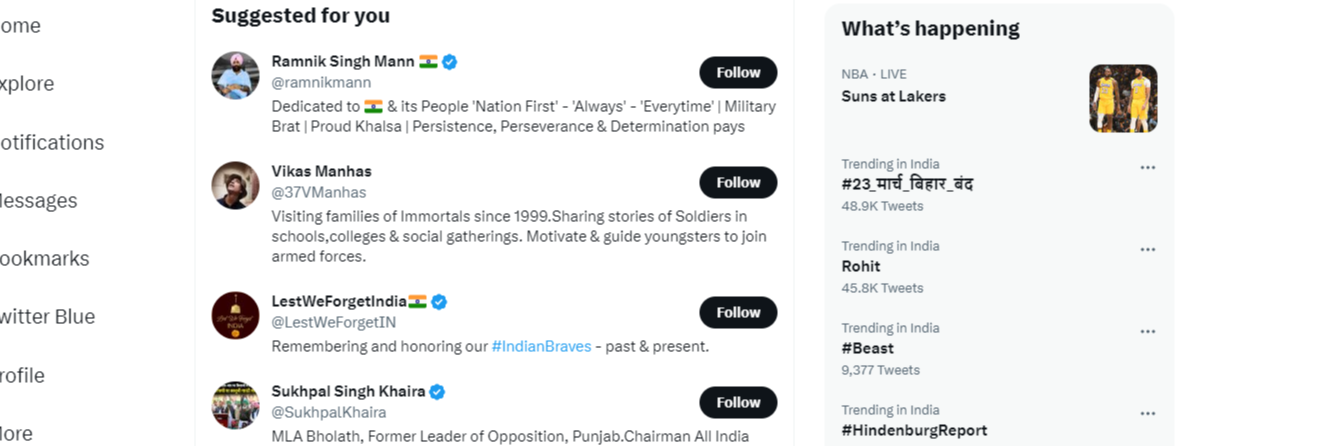 ome
xplore
otifications
essages
ookmarks
witter Blue
rofile
ore
Suggested for you
Ramnik Singh Mann
@ramnikmann
Follow
Dedicated to & its People 'Nation First' - 'Always' - 'Everytime' | Military
Brat | Proud Khalsa | Persistence, Perseverance & Determination pays
Vikas Manhas
@37VManhas
Follow
Visiting families of Immortals since 1999.Sharing stories of Soldiers in
schools,colleges & social gatherings. Motivate & guide youngsters to join
armed forces.
LestWeForgetIndia
@LestWeForgetIN
Follow
Remembering and honoring our #IndianBraves - past & present.
Sukhpal Singh Khaira
@SukhpalKhaira
Follow
MLA Bholath, Former Leader of Opposition, Punjab.Chairman All India
What's happening
NBA · LIVE
Suns at Lakers
Trending in India
#23_मार्च_बिहार_बंद
48.9K Tweets
Trending in India
Rohit
45.8K Tweets
Trending in India
#Beast
9,377 Tweets
Trending in India
#HindenburgReport